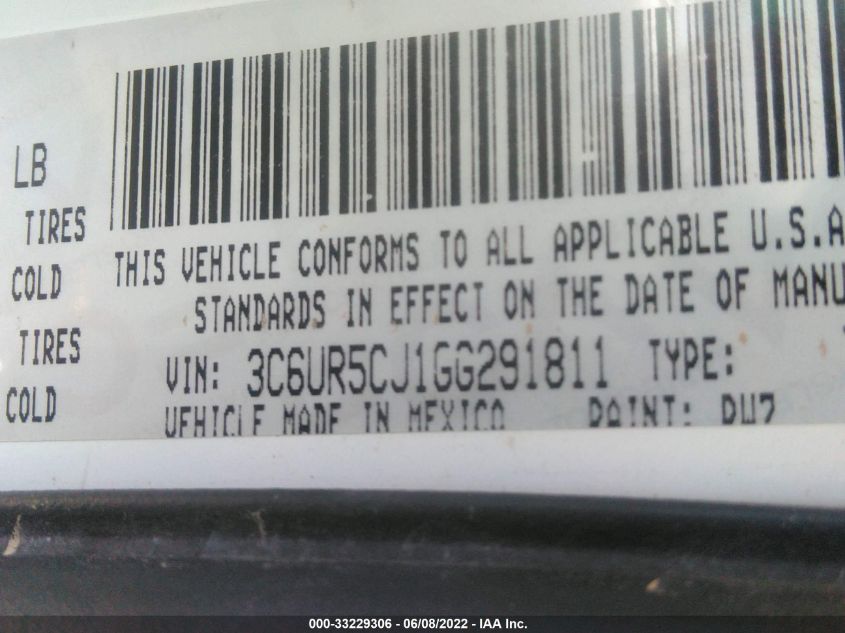 LB
TIRES
COLD
TIRES
COLD
THIS VEHICLE CONFORMS TO ALL APPLICABLE U.S.A
STANDARDS IN EFFECT ON THE DATE OF MANU
VIN: 3C6UR5CJ1GG291811 TYPE:
VEHICLE MADE IN MEXICO PAINT: PW7
000-33229306 - 06/08/2022 - IAA Inc.